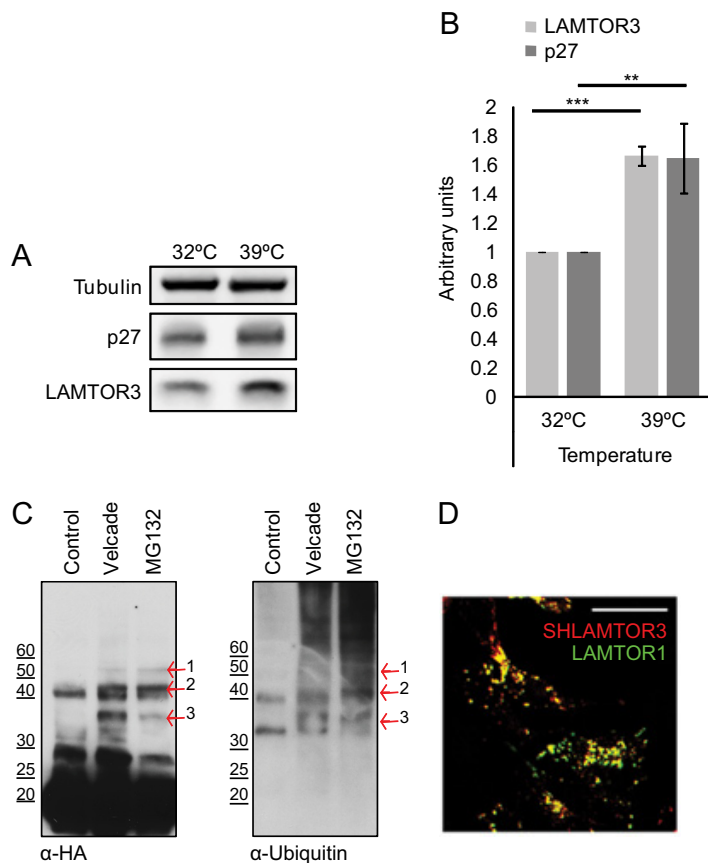 A
32ºC 39ºC
Tubulin
p27
LAMTOR3
B
LAMTOR3
p27
**
***
2
1.8
1.6
1.4
1.2
1
0.8
0.6
0.4
0.2
0
Arbitrary units
32ºC 39ºC
Temperature
C
Control Velcade MG132
60
50
40
30
25
20
1
2
3
α-HA
Control Velcade MG132
60
50
40
30
25
20
1
2
3
α-Ubiquitin
D
SHLAMTOR3
LAMTOR1